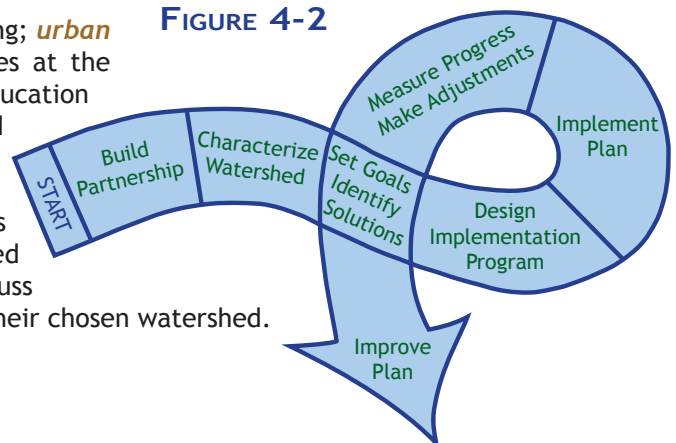 ng; urban
es at the
ucation
FIGURE 4-2
s
ed
uss
heir chosen watershed.
START
Build
Partnership
Characterize
Watershed
Set Goals
Identify
Solutions
Design
Implementation
Program
Implement
Plan
Measure Progress
Make Adjustments
Improve
Plan